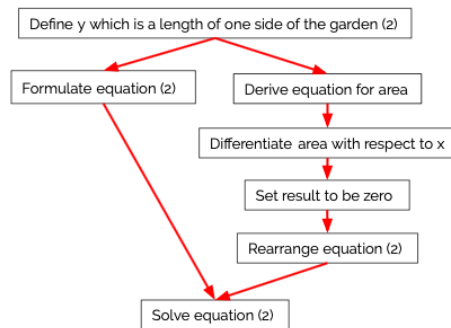 Define y which is a length of one side of the garden (2)
Formulate equation (2)
Derive equation for area
Differentiate area with respect to x
Set result to be zero
Rearrange equation (2)
Solve equation (2)